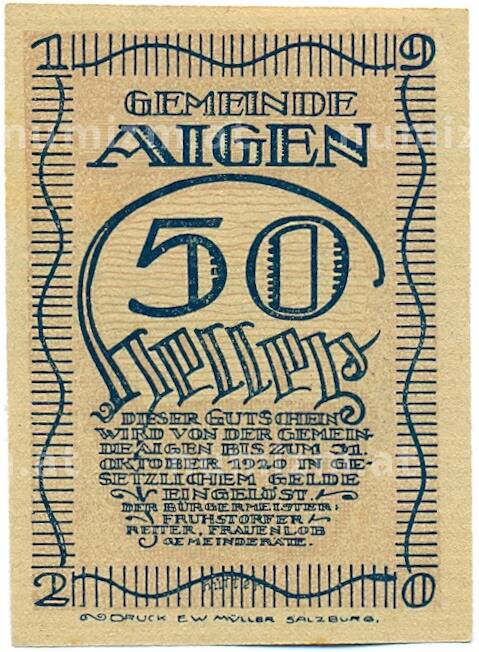 1 9
GEMEINDE
AIGEN
50
Heller
DIESER GUTSCHEIN
WIRD VON DER GEMEIN-
DE AIGEN BIS ZUM 31.
OKTOBER 1920 IN GE-
SETZLICHEM GELDE
EINGELÖST.
DER BÜRGERMEISTER:
FRUHSTORFER
REITER, FRAUENLOB
GEMEINDERÄTE.
2 0
DRUCK E W MÜLLER SALZBURG.